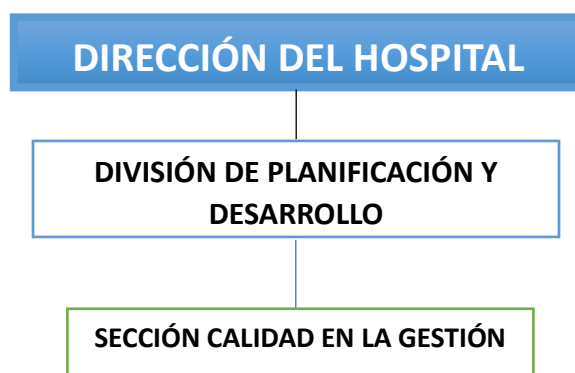 DIRECCIÓN DEL HOSPITAL
DIVISIÓN DE PLANIFICACIÓN Y
DESARROLLO
SECCIÓN CALIDAD EN LA GESTIÓN